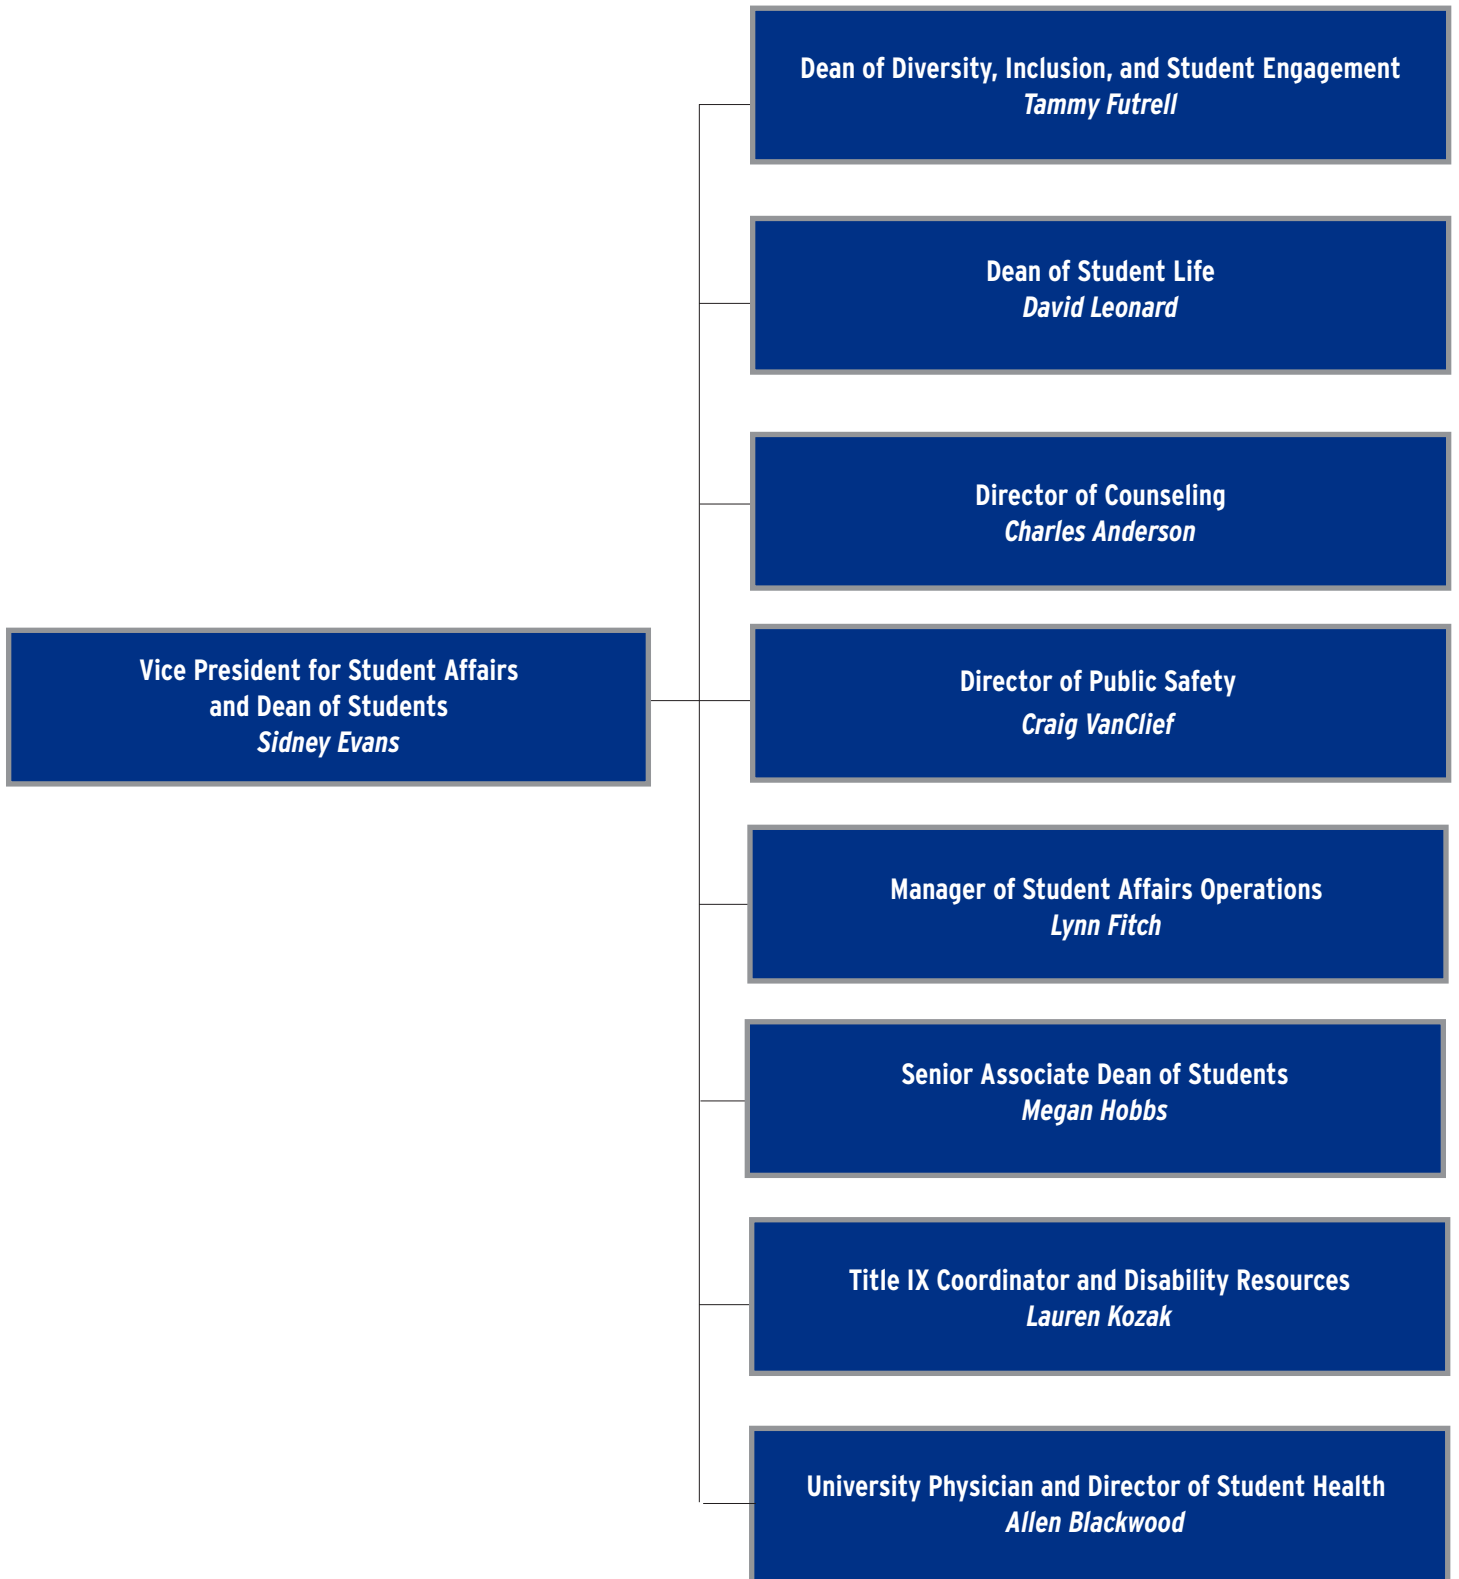 Dean of Diversity, Inclusion, and Student Engagement
Tammy Futrell
Dean of Student Life
David Leonard
Director of Counseling
Charles Anderson
Vice President for Student Affairs
and Dean of Students
Sidney Evans
Director of Public Safety
Craig VanClief
Manager of Student Affairs Operations
Lynn Fitch
Senior Associate Dean of Students
Megan Hobbs
Title IX Coordinator and Disability Resources
Lauren Kozak
University Physician and Director of Student Health
Allen Blackwood